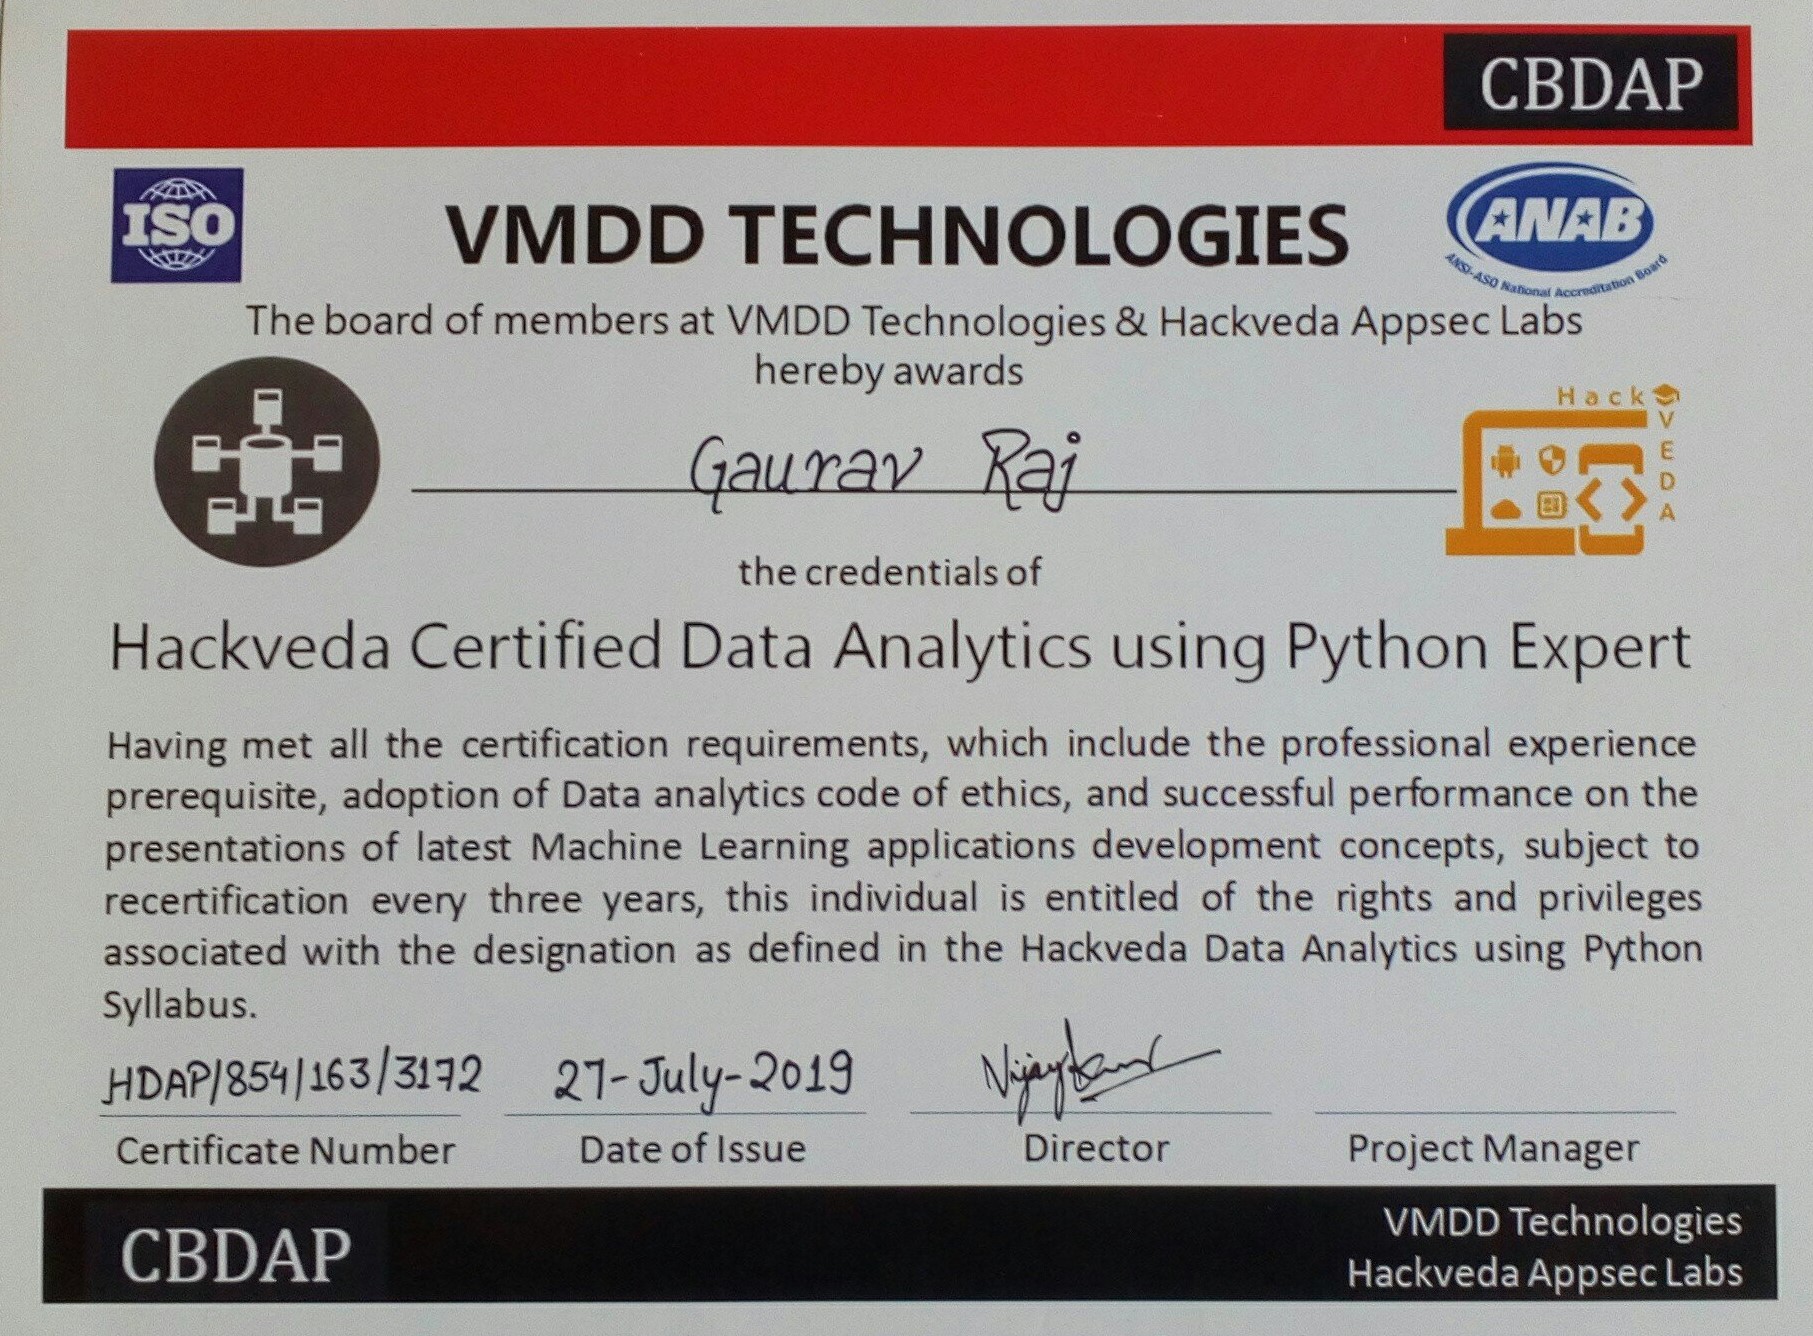 CBDAP
ISO
VMDD TECHNOLOGIES
ANAB
ANSI-ASQ National Accreditation Board
The board of members at VMDD Technologies & Hackveda Appsec Labs
hereby awards
Hack
VEDA
Gaurav Raj
the credentials of
Hackveda Certified Data Analytics using Python Expert
Having met all the certification requirements, which include the professional experience
prerequisite, adoption of Data analytics code of ethics, and successful performance on the
presentations of latest Machine Learning applications development concepts, subject to
recertification every three years, this individual is entitled of the rights and privileges
associated with the designation as defined in the Hackveda Data Analytics using Python
Syllabus.
HDAP/854/163/3172 27-July-2019
Certificate Number Date of Issue Director Project Manager
CBDAP
VMDD Technologies
Hackveda Appsec Labs